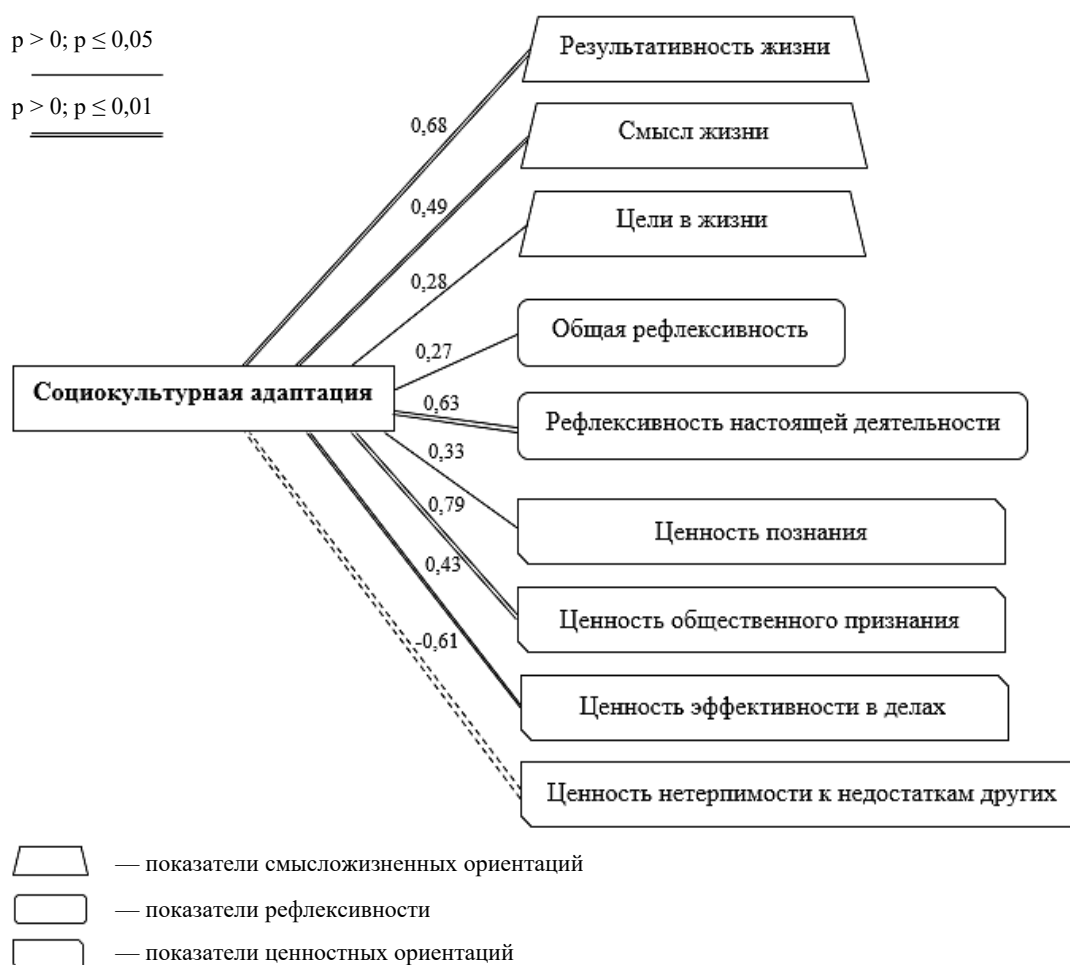 p > 0; p ≤ 0,05
p > 0; p ≤ 0,01
Результативность жизни
0,68
Смысл жизни
0,49
Цели в жизни
0,28
Общая рефлексивность
0,27
Социокультурная адаптация
0,63
Рефлексивность настоящей деятельности
0,33
0,79
Ценность познания
0,43
Ценность общественного признания
-0,61
Ценность эффективности в делах
Ценность нетерпимости к недостаткам других
— показатели смысложизненных ориентаций
— показатели рефлексивности
— показатели ценностных ориентаций